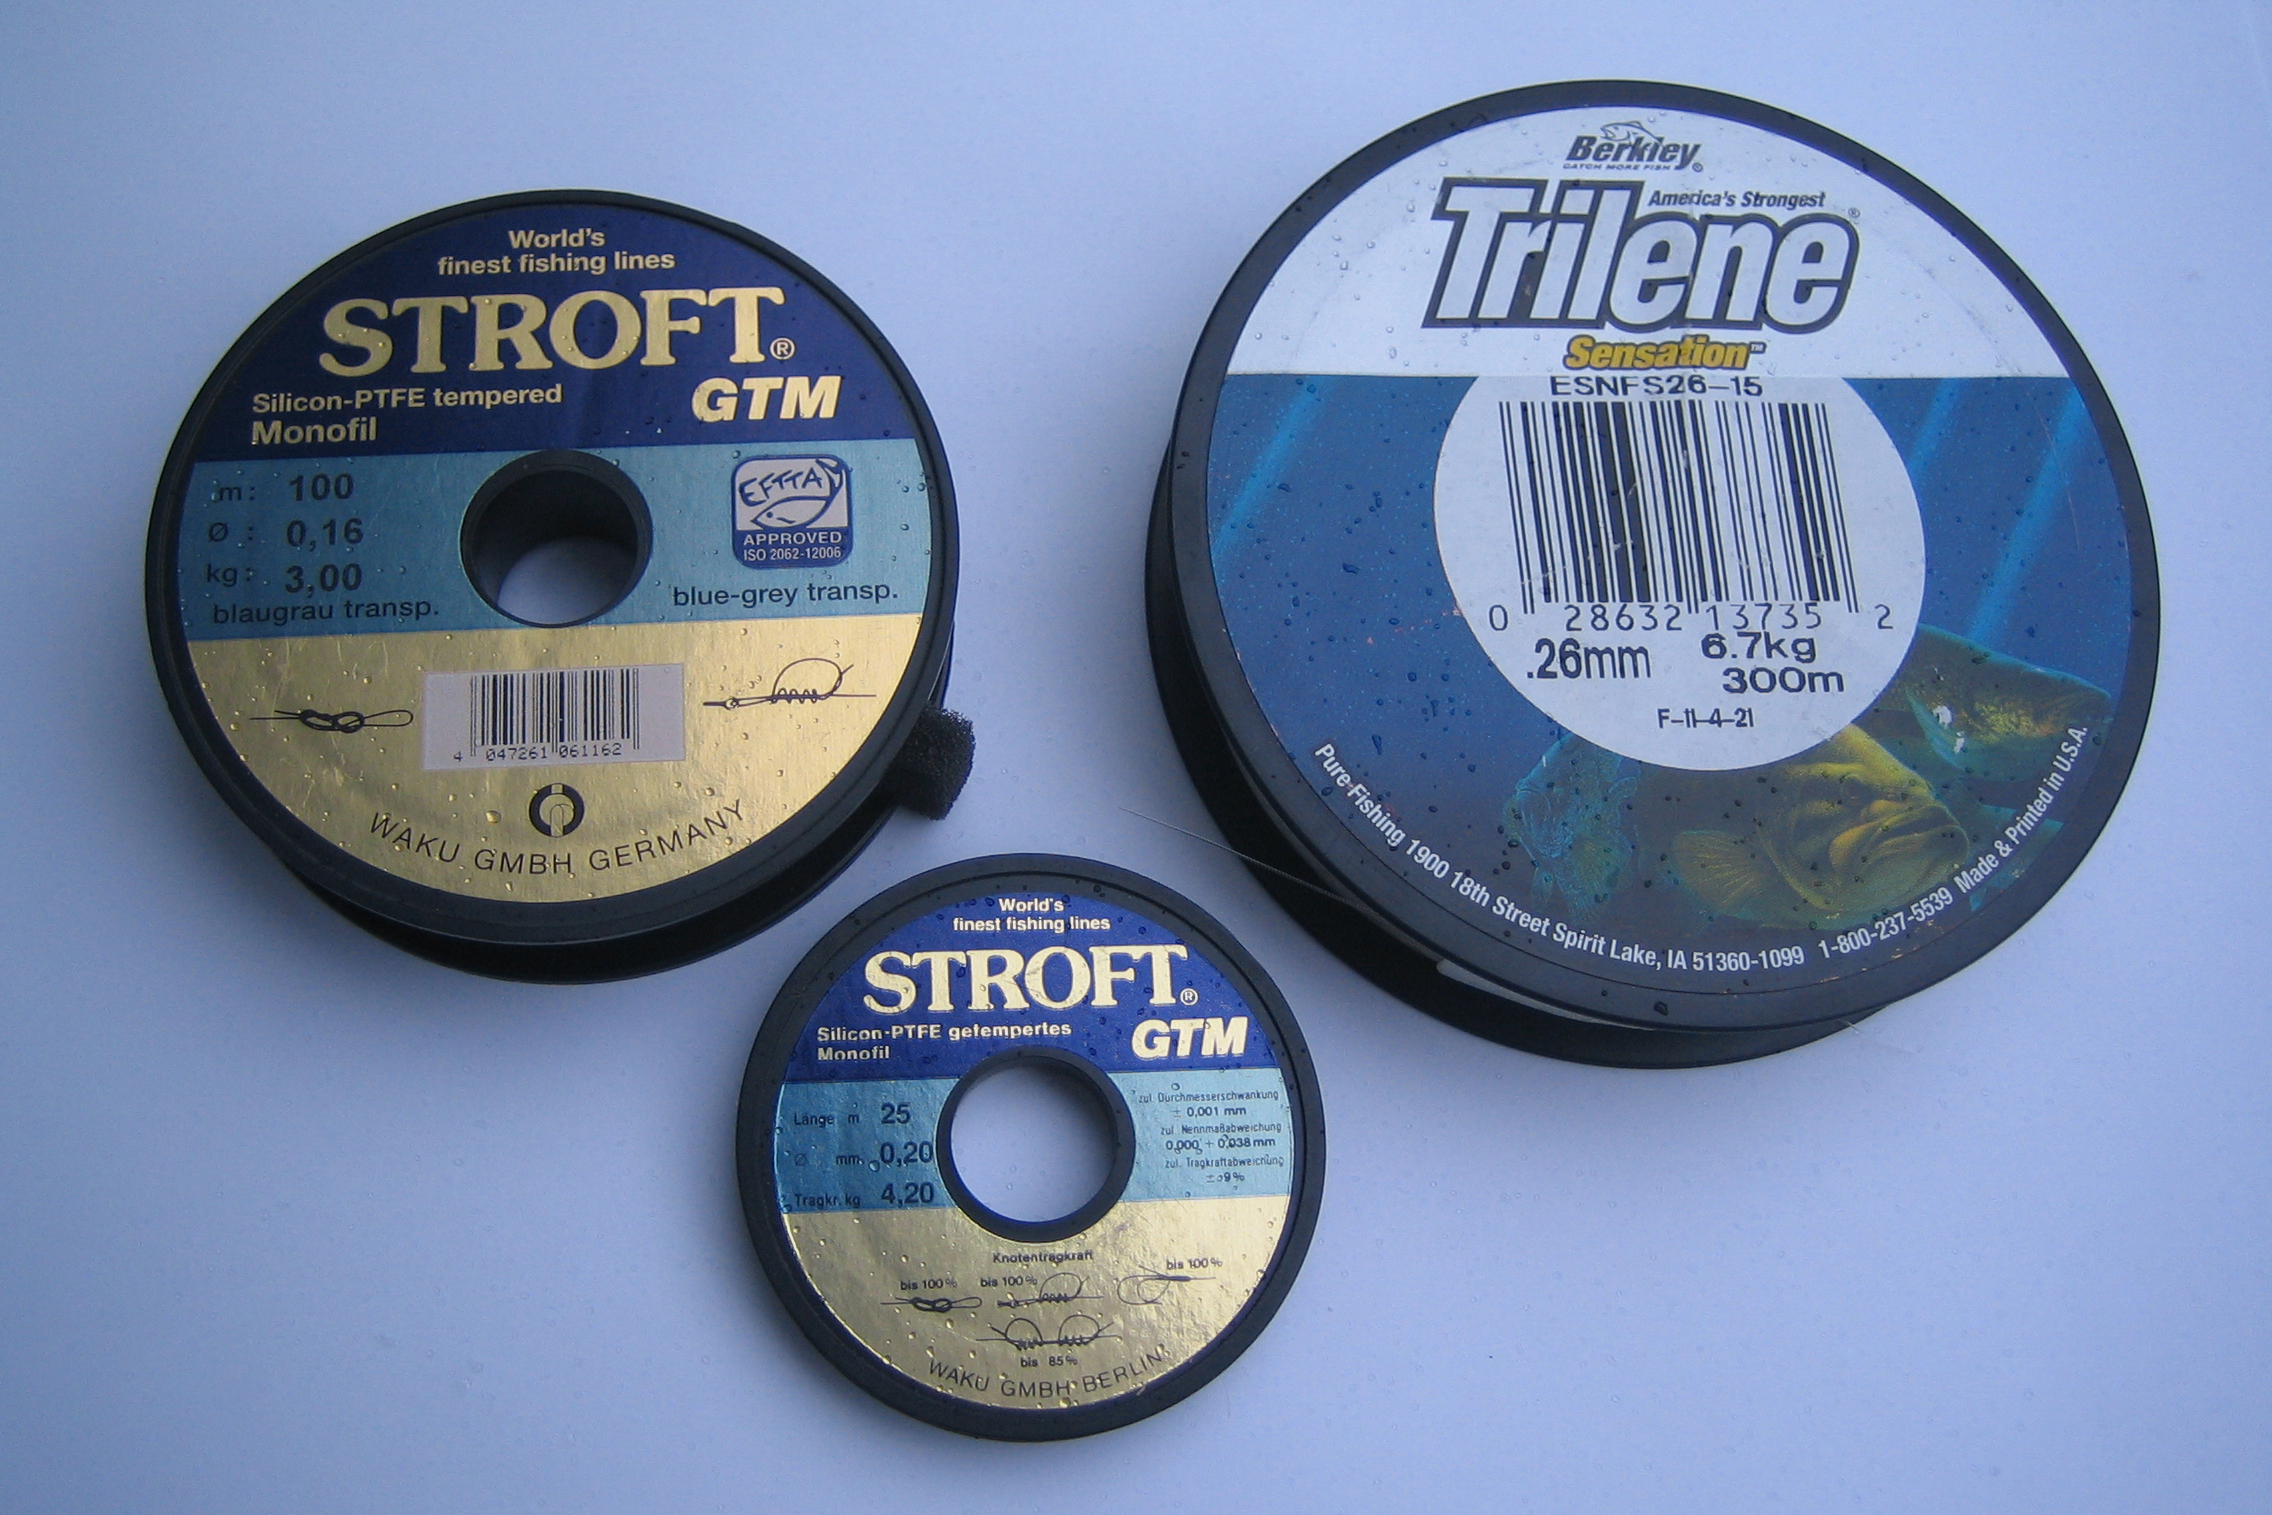 World's
finest fishing lines
STROFT®
GTM
Silicon-PTFE tempered
Monofil
m: 100
Ø : 0,16
kg: 3,00
blaugrau transp.
EFTTA
APPROVED
ISO 2062-12006
blue-grey transp.
4 047261 061162
WAKU GMBH GERMANY
Berkley®
CATCH MORE FISH
America's Strongest
Trilene®
Sensation™
ESNFS26-15
0 28632 13735 2
.26mm 6.7kg
300m
F-11-4-21
Pure Fishing 1900 18th Street Spirit Lake, IA 51360-1099 1-800-237-5539 Made & Printed in U.S.A.
World's
finest fishing lines
STROFT®
GTM
Silicon-PTFE getempertes
Monofil
Länge m 25
Ø mm 0,20
Tragkr. kg 4,20
zul. Durchmesserschwankung
± 0,001 mm
zul. Nennmaßabweichung
0,000 + 0,038 mm
zul. Tragkraftabweichung
± 9%
Knotentragkraft
bis 100% bis 100% bis 100%
bis 85%
WAKU GMBH BERLIN